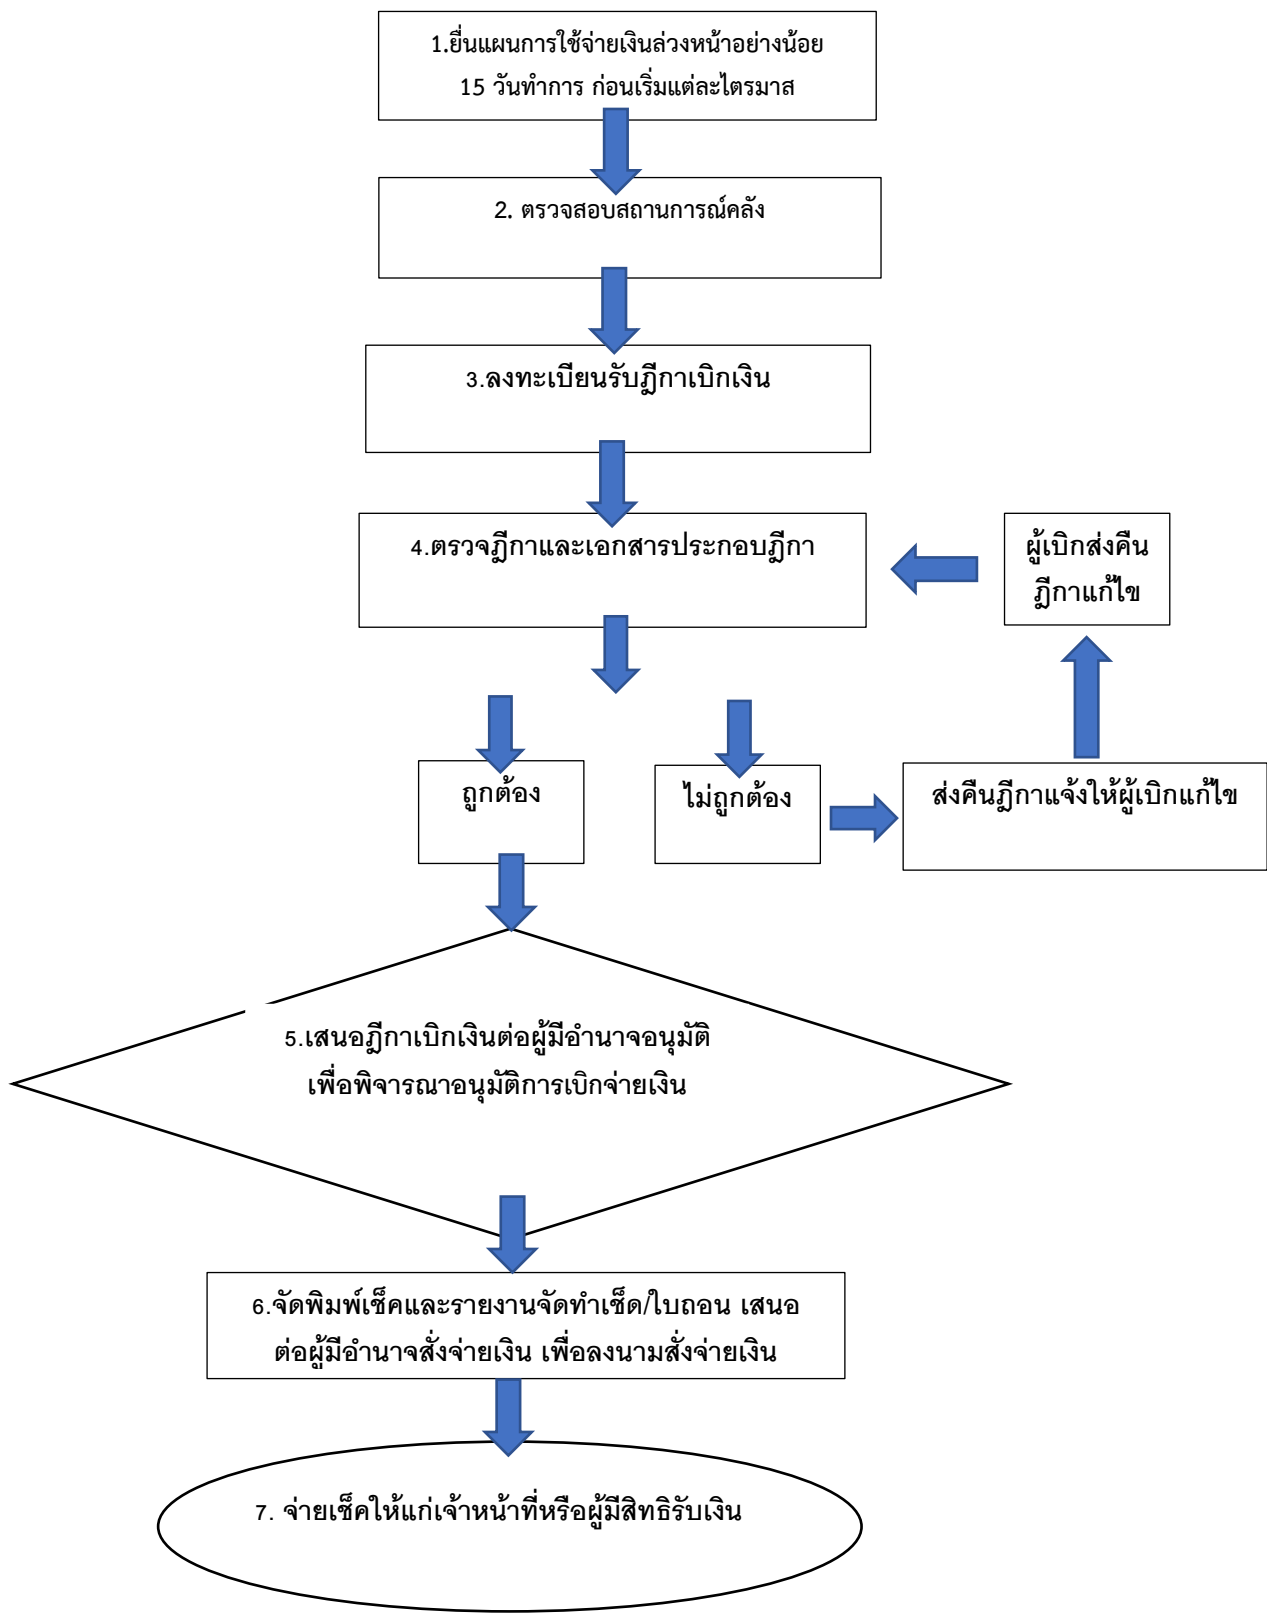 1.ยื่นแผนการใช้จ่ายเงินล่วงหน้าอย่างน้อย
15 วันทำการ ก่อนเริ่มแต่ละไตรมาส
2. ตรวจสอบสถานการณ์คลัง
3.ลงทะเบียนรับฎีกาเบิกเงิน
4.ตรวจฎีกาและเอกสารประกอบฎีกา
ผู้เบิกส่งคืน
ฎีกาแก้ไข
ถูกต้อง
ไม่ถูกต้อง
ส่งคืนฎีกาแจ้งให้ผู้เบิกแก้ไข
5.เสนอฎีกาเบิกเงินต่อผู้มีอำนาจอนุมัติ
เพื่อพิจารณาอนุมัติการเบิกจ่ายเงิน
6.จัดพิมพ์เช็คและรายงานจัดทำเช็ด/ใบถอน เสนอ
ต่อผู้มีอำนาจสั่งจ่ายเงิน เพื่อลงนามสั่งจ่ายเงิน
7. จ่ายเช็คให้แก่เจ้าหน้าที่หรือผู้มีสิทธิรับเงิน